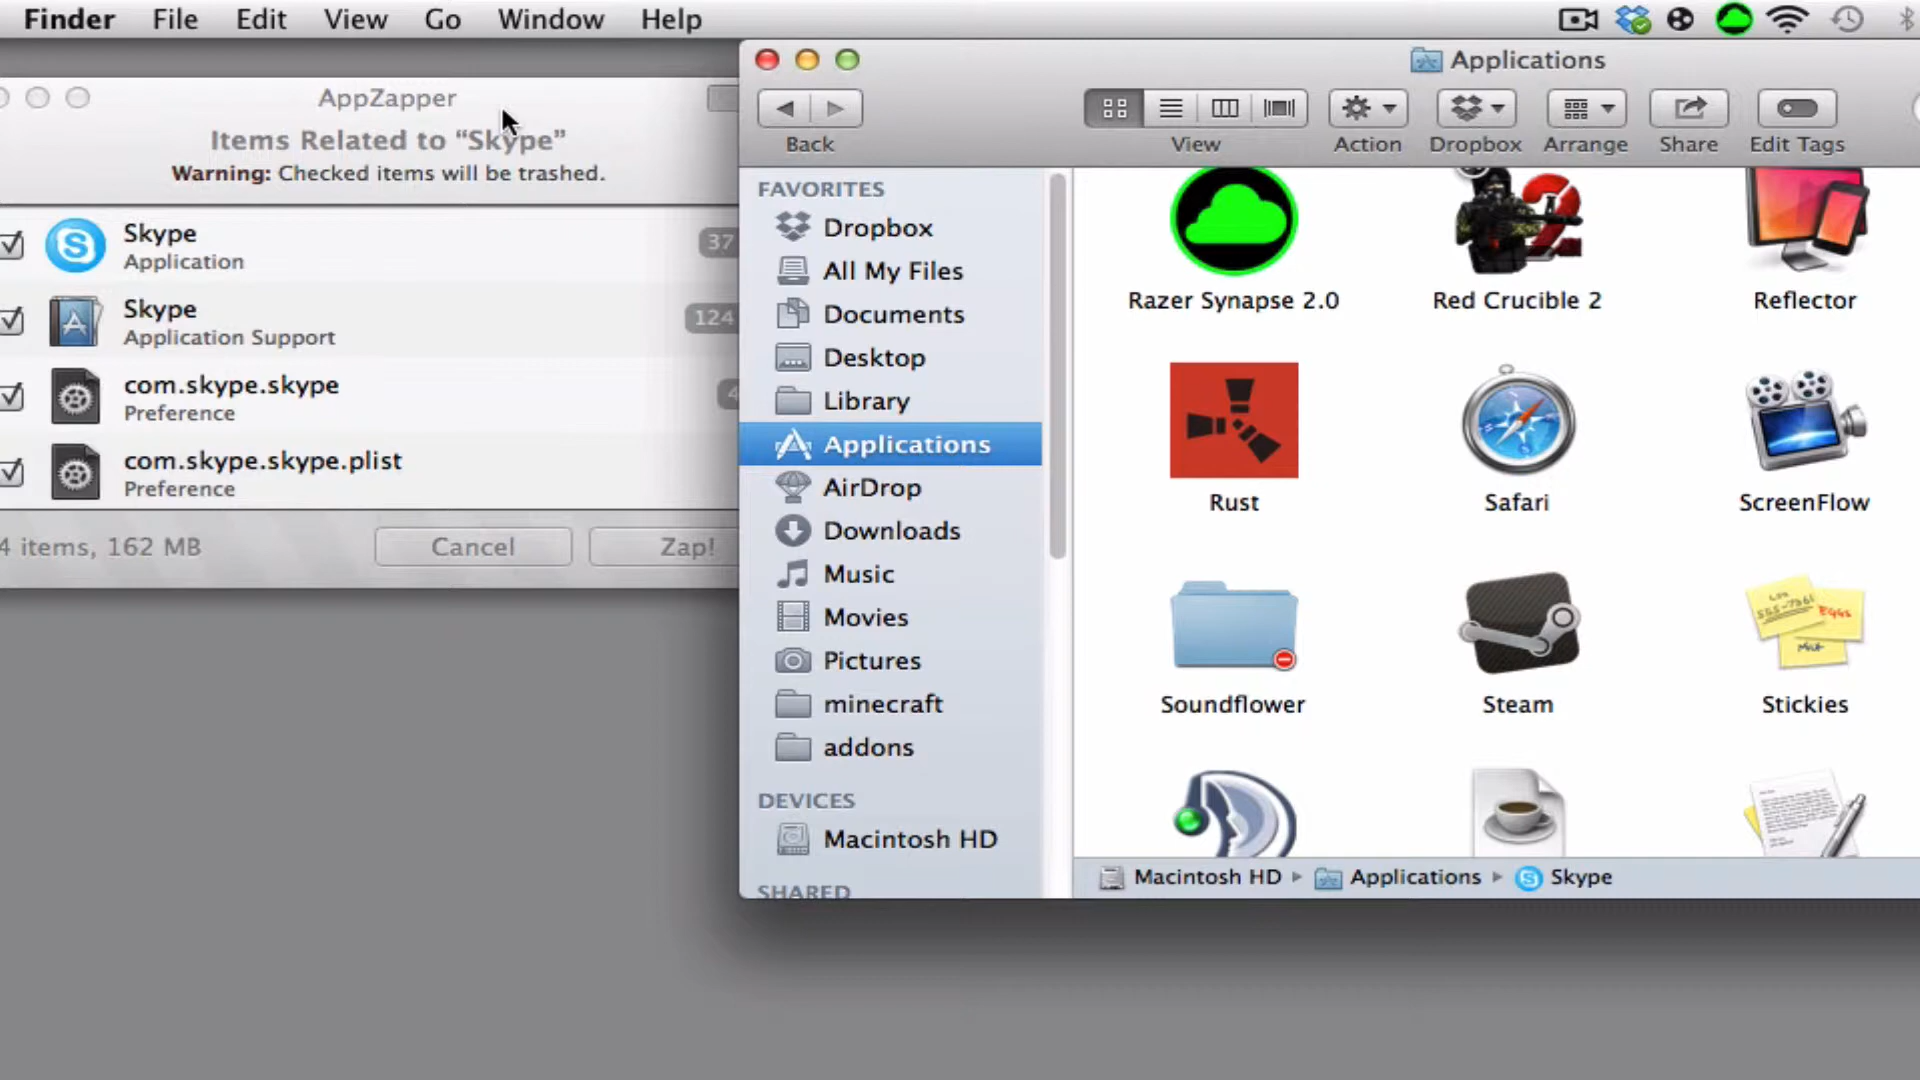 Finder File Edit View Go Window Help
AppZapper
Items Related to “Skype”
Warning: Checked items will be trashed.
Skype
Application
37
Skype
Application Support
124
com.skype.skype
Preference
4
com.skype.skype.plist
Preference
4 items, 162 MB
Cancel
Zap!
Applications
Back
View
Action
Dropbox
Arrange
Share
Edit Tags
FAVORITES
Dropbox
All My Files
Documents
Desktop
Library
Applications
AirDrop
Downloads
Music
Movies
Pictures
minecraft
addons
DEVICES
Macintosh HD
SHARED
Razer Synapse 2.0
Red Crucible 2
Reflector
Rust
Safari
ScreenFlow
EGGS
MILK
Soundflower
Steam
Stickies
Macintosh HD
Applications
Skype